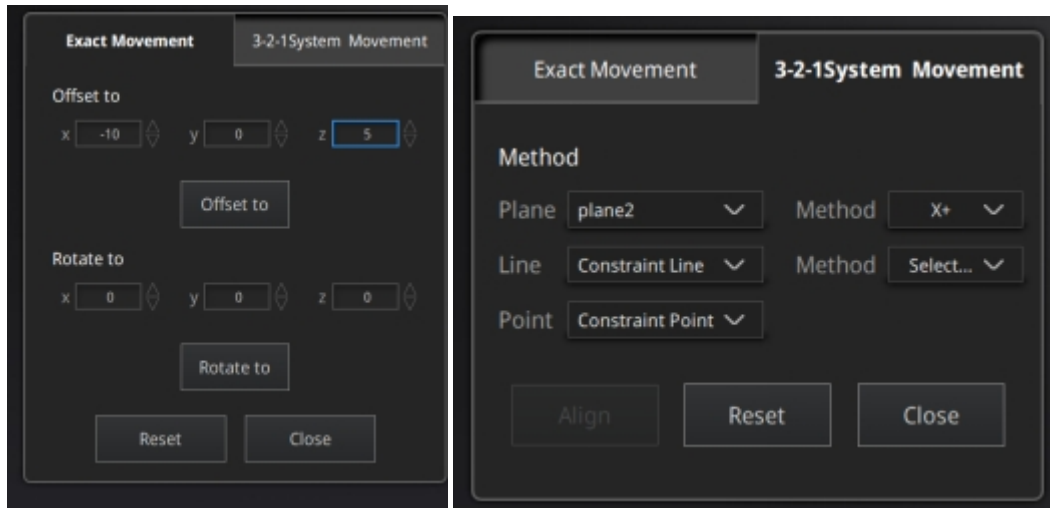 Exact Movement 3-2-1System Movement
Offset to
x -10 y 0 z 5
Offset to
Rotate to
x 0 y 0 z 0
Rotate to
Reset Close
Exact Movement 3-2-1System Movement
Method
Plane plane2 Method X+
Line Constraint Line Method Select...
Point Constraint Point
Align Reset Close